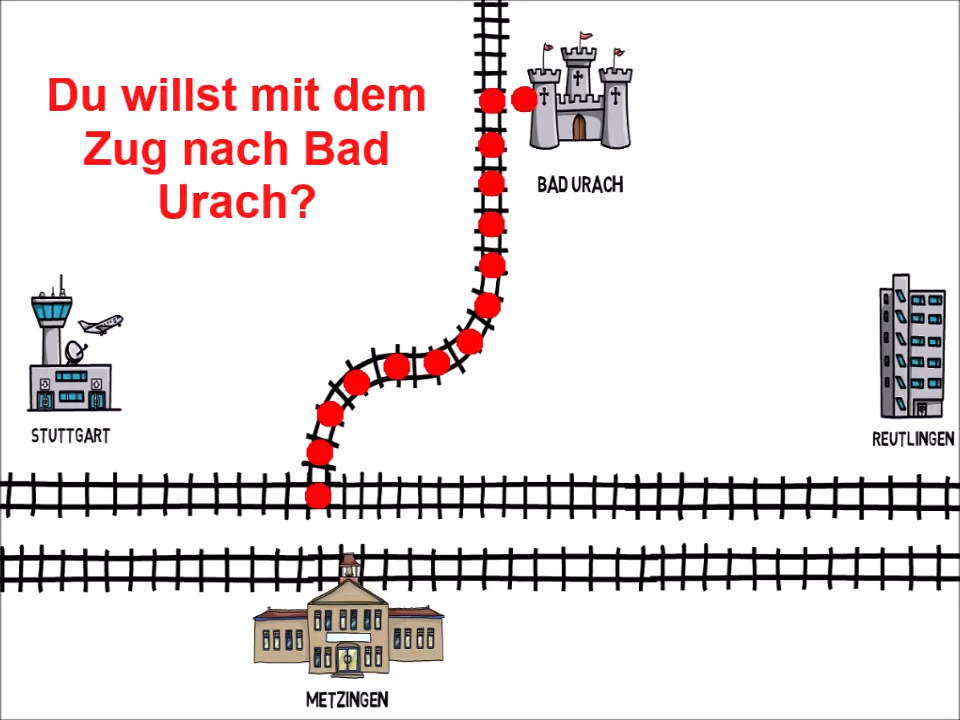 Du willst mit dem
Zug nach Bad
Urach?
BAD URACH
STUTTGART
REUTLINGEN
METZINGEN